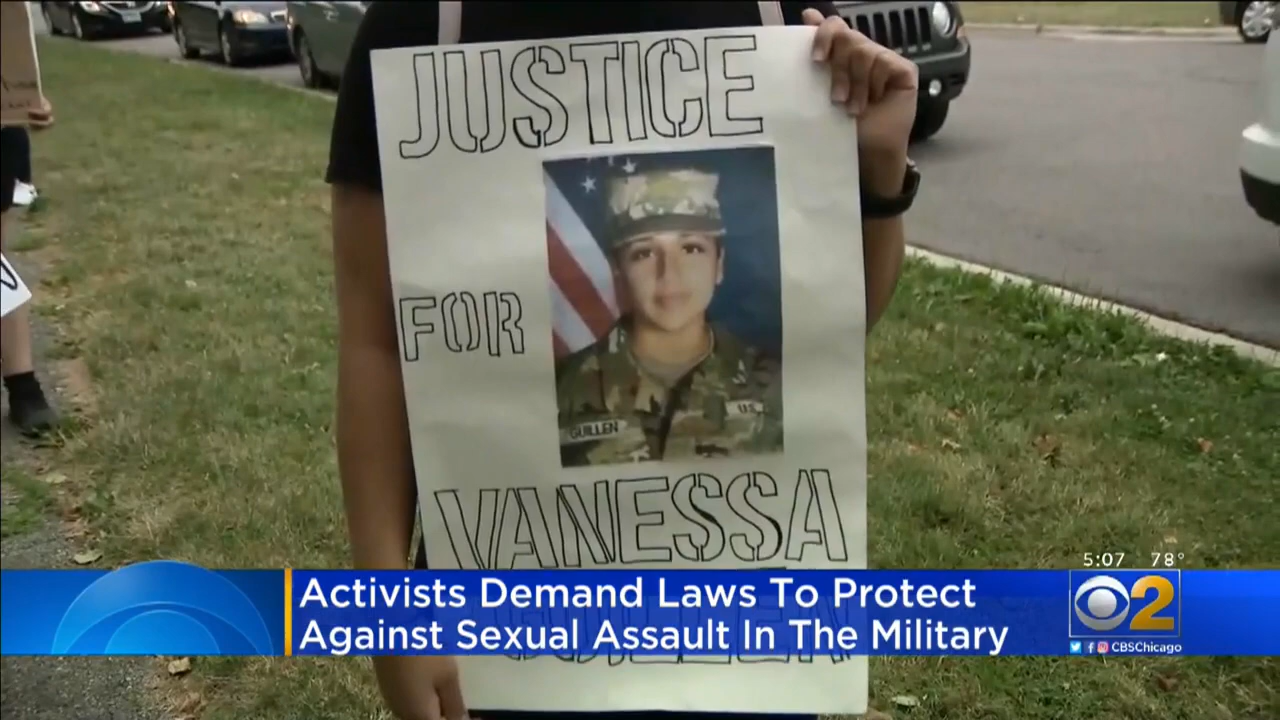 JUSTICE
FOR
GUILLEN
U.S.
VANESSA
GUILLEN
5:07 78°
Activists Demand Laws To Protect
Against Sexual Assault In The Military
2
CBSChicago